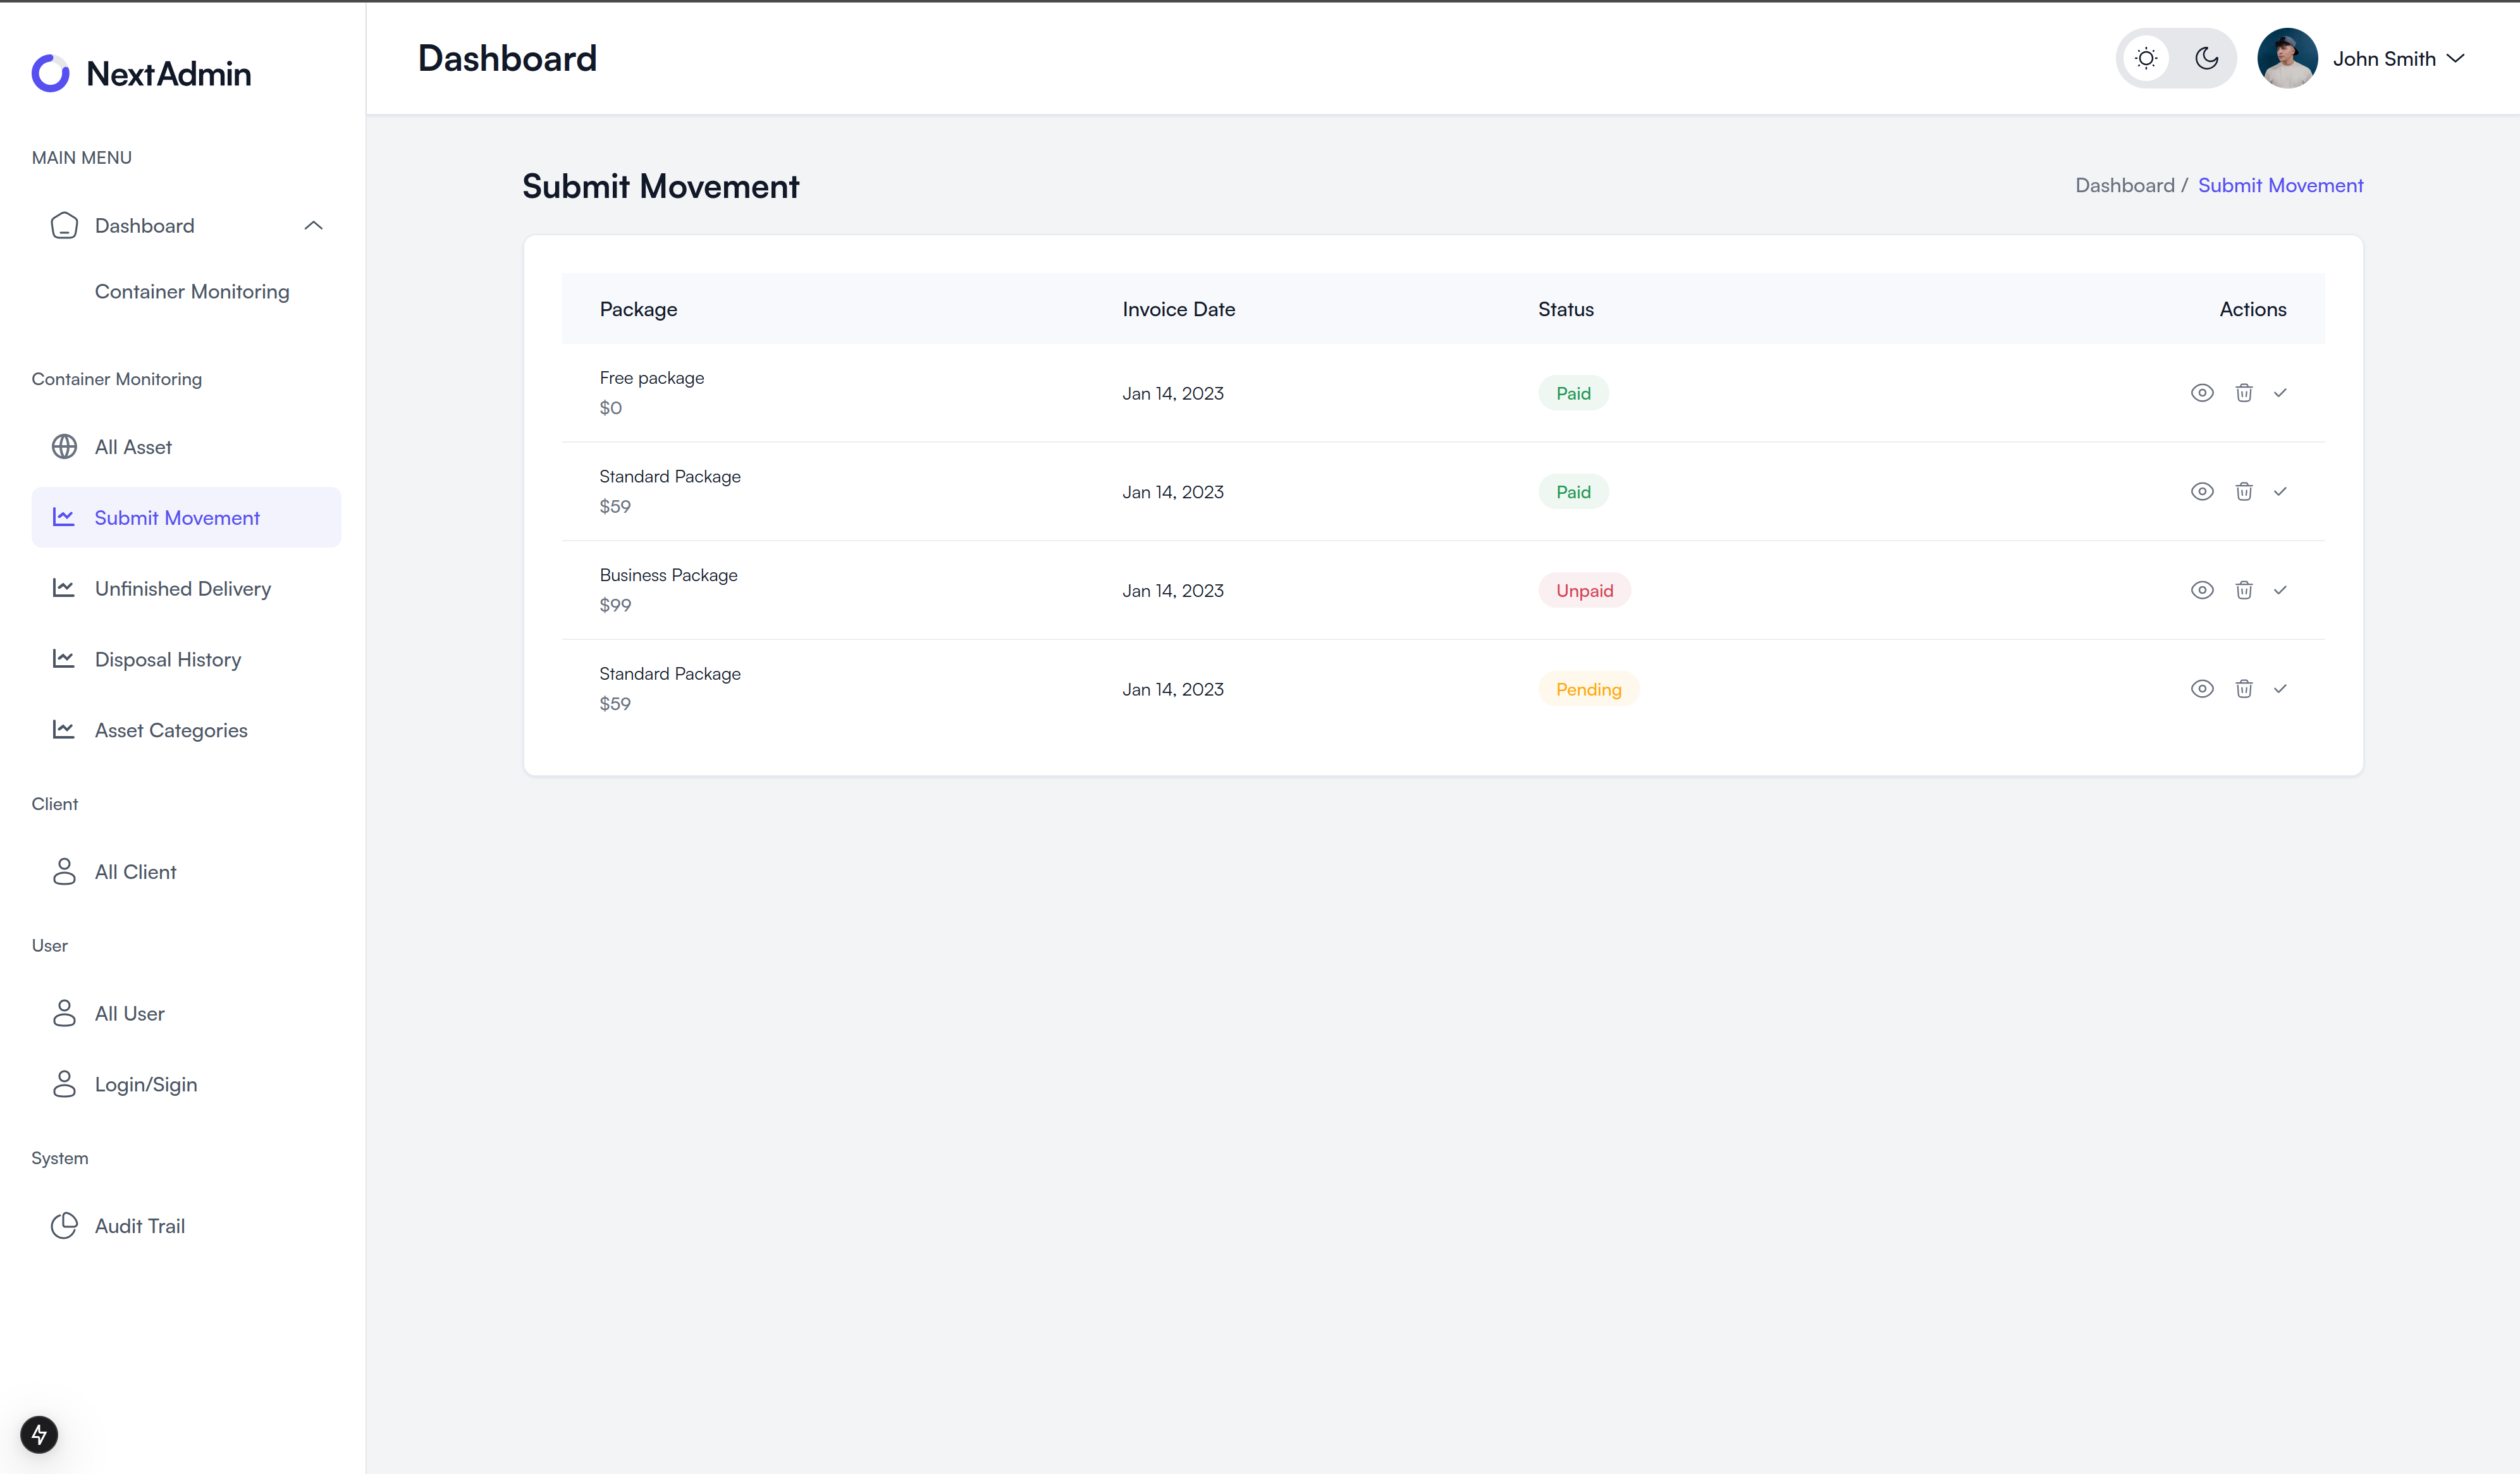 NextAdmin
MAIN MENU
Dashboard
Container Monitoring
Container Monitoring
All Asset
Submit Movement
Unfinished Delivery
Disposal History
Asset Categories
Client
All Client
User
All User
Login/Sigin
System
Audit Trail
Dashboard
John Smith
Submit Movement
Dashboard / Submit Movement
Package Invoice Date Status Actions
Free package
$0
Jan 14, 2023 Paid
Standard Package
$59
Jan 14, 2023 Paid
Business Package
$99
Jan 14, 2023 Unpaid
Standard Package
$59
Jan 14, 2023 Pending